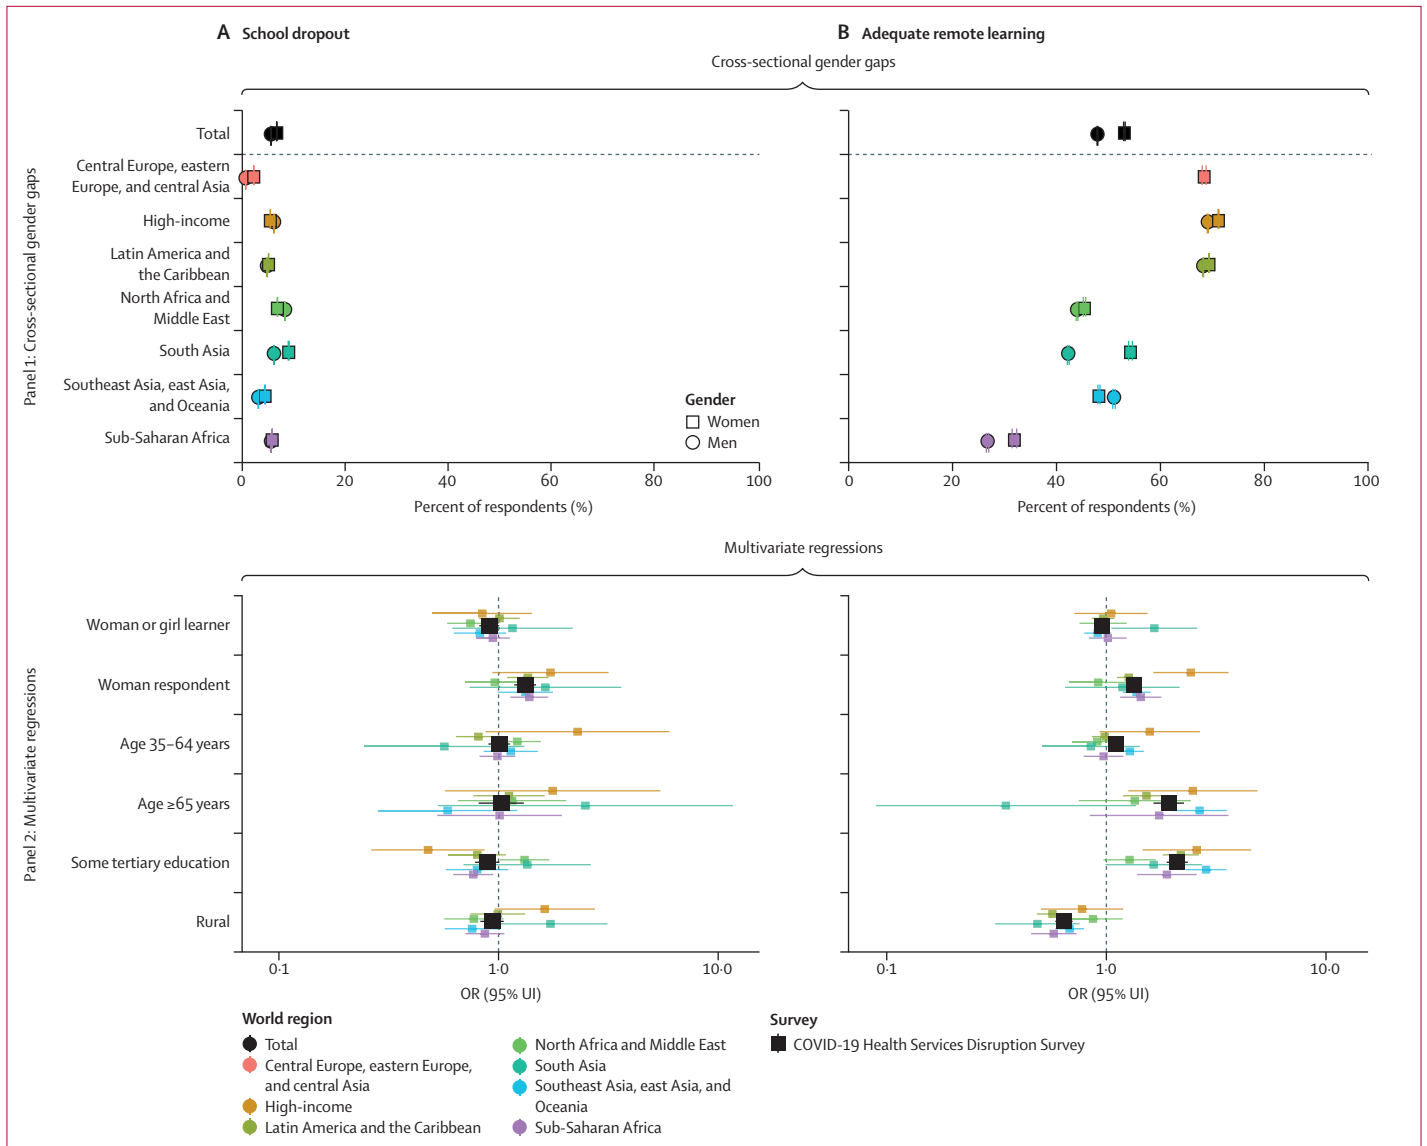 A School dropout
B Adequate remote learning
Cross-sectional gender gaps
Panel 1: Cross-sectional gender gaps
Total
Central Europe, eastern
Europe, and central Asia
High-income
Latin America and
the Caribbean
North Africa and
Middle East
South Asia
Southeast Asia, east Asia,
and Oceania
Sub-Saharan Africa
Gender
Women
Men
0 20 40 60 80 100
Percent of respondents (%)
0 20 40 60 80 100
Percent of respondents (%)
Multivariate regressions
Panel 2: Multivariate regressions
Woman or girl learner
Woman respondent
Age 35–64 years
Age ≥65 years
Some tertiary education
Rural
0·1 1·0 10·0
OR (95% UI)
0·1 1·0 10·0
OR (95% UI)
World region
Total
Central Europe, eastern Europe,
and central Asia
High-income
Latin America and the Caribbean
North Africa and Middle East
South Asia
Southeast Asia, east Asia, and
Oceania
Sub-Saharan Africa
Survey
COVID-19 Health Services Disruption Survey